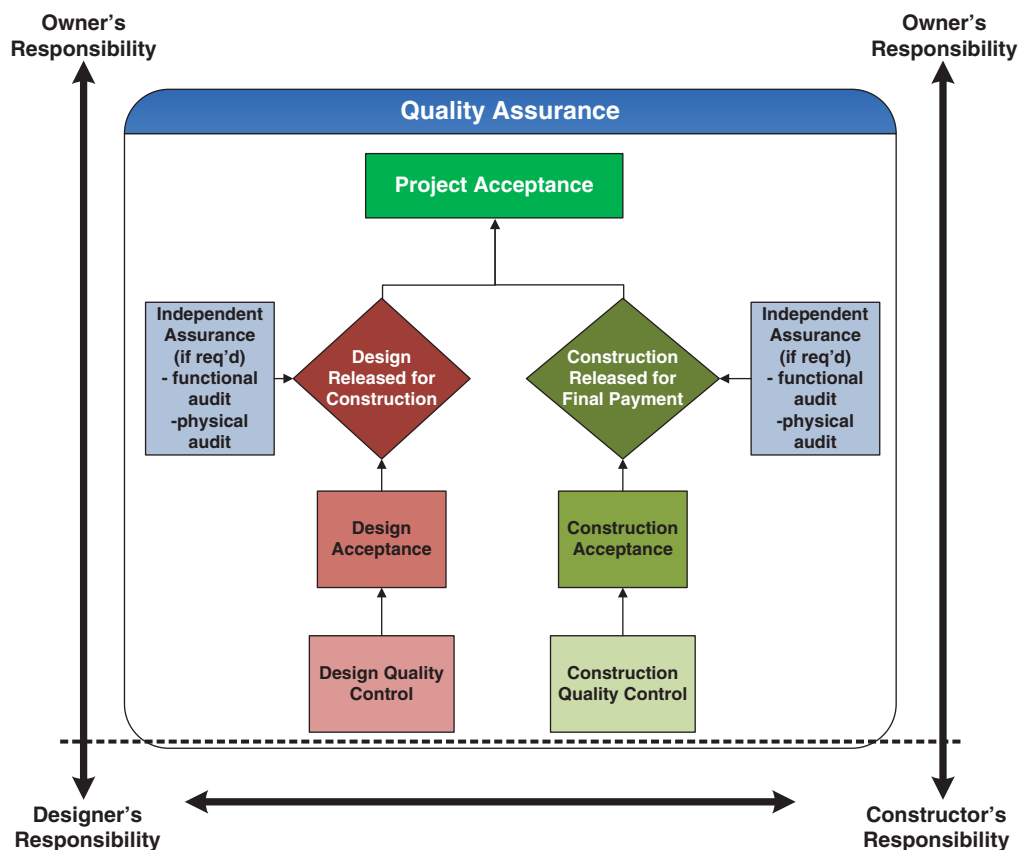 Owner's
Responsibility
Owner's
Responsibility
Quality Assurance
Project Acceptance
Independent
Assurance
(if req'd)
- functional
audit
-physical
audit
Design
Released for
Construction
Construction
Released for
Final Payment
Independent
Assurance
(if req'd)
- functional
audit
-physical
audit
Design
Acceptance
Construction
Acceptance
Design Quality
Control
Construction
Quality Control
Designer's
Responsibility
Constructor's
Responsibility